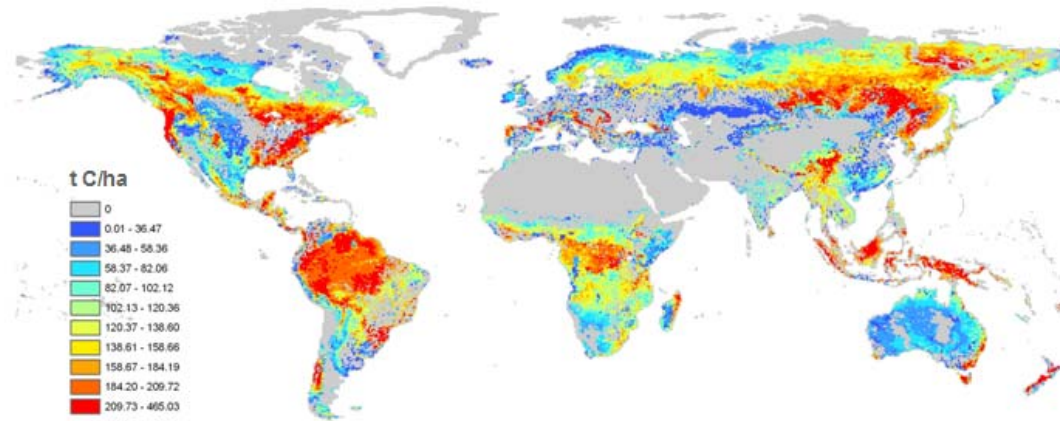 t C/ha
0
0.01 - 36.47
36.48 - 58.36
58.37 - 82.06
82.07 - 102.12
102.13 - 120.36
120.37 - 138.60
138.61 - 158.66
158.67 - 184.19
184.20 - 209.72
209.73 - 465.03